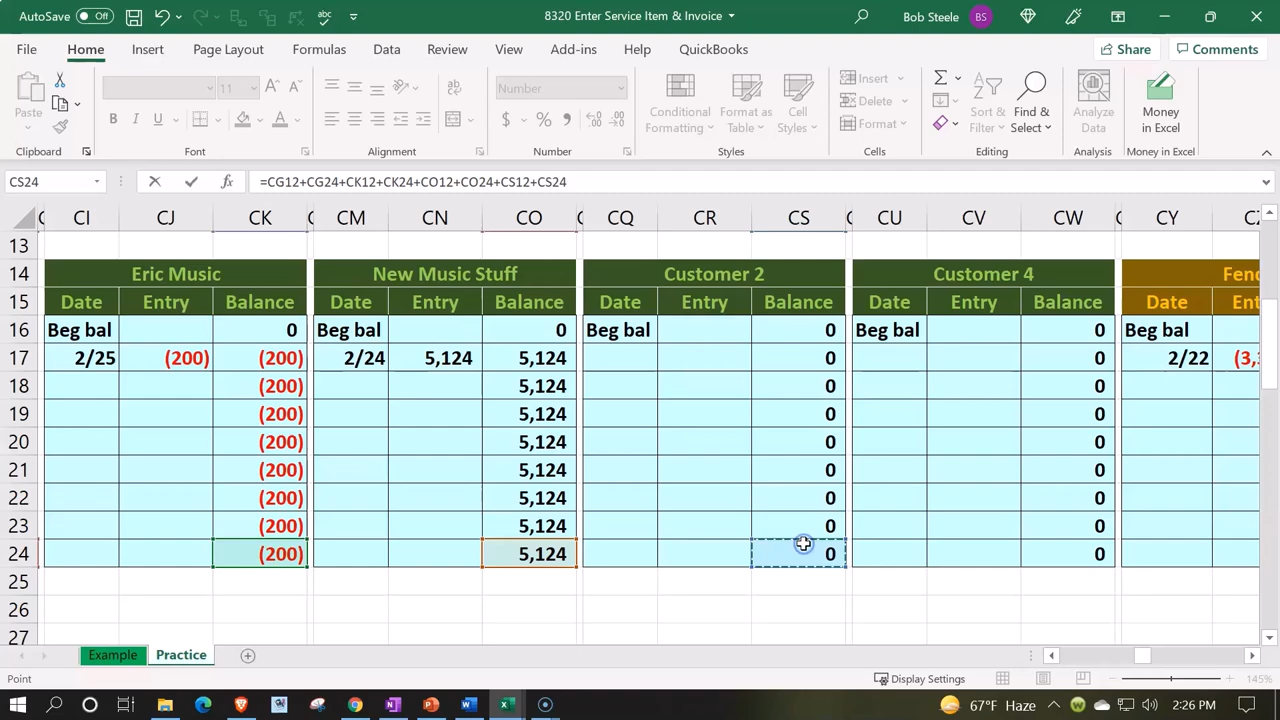 AutoSave Off 8320 Enter Service Item & Invoice Bob Steele BS
File Home Insert Page Layout Formulas Data Review View Add-ins Help QuickBooks Share Comments
Paste 11 Number Conditional Formatting Format as Table Cell Styles Insert Delete Format Sort & Filter Find & Select Analyze Data Money in Excel
Clipboard Font Alignment Number Styles Cells Editing Analysis Money in Excel
CS24 fx =CG12+CG24+CK12+CK24+CO12+CO24+CS12+CS24
C CI CJ CK C CM CN CO C CQ CR CS C CU CV CW C CY CZ
13
14 Eric Music New Music Stuff Customer 2 Customer 4 Fend
15 Date Entry Balance Date Entry Balance Date Entry Balance Date Entry Balance Date Ent
16 Beg bal 0 Beg bal 0 Beg bal 0 Beg bal 0 Beg bal
17 2/25 (200) (200) 2/24 5,124 5,124 0 0 2/22 (3,3
18 (200) 5,124 0 0
19 (200) 5,124 0 0
20 (200) 5,124 0 0
21 (200) 5,124 0 0
22 (200) 5,124 0 0
23 (200) 5,124 0 0
24 (200) 5,124 0 0
25
26
27
Example Practice
Point Display Settings 145%
67°F Haze 2:26 PM